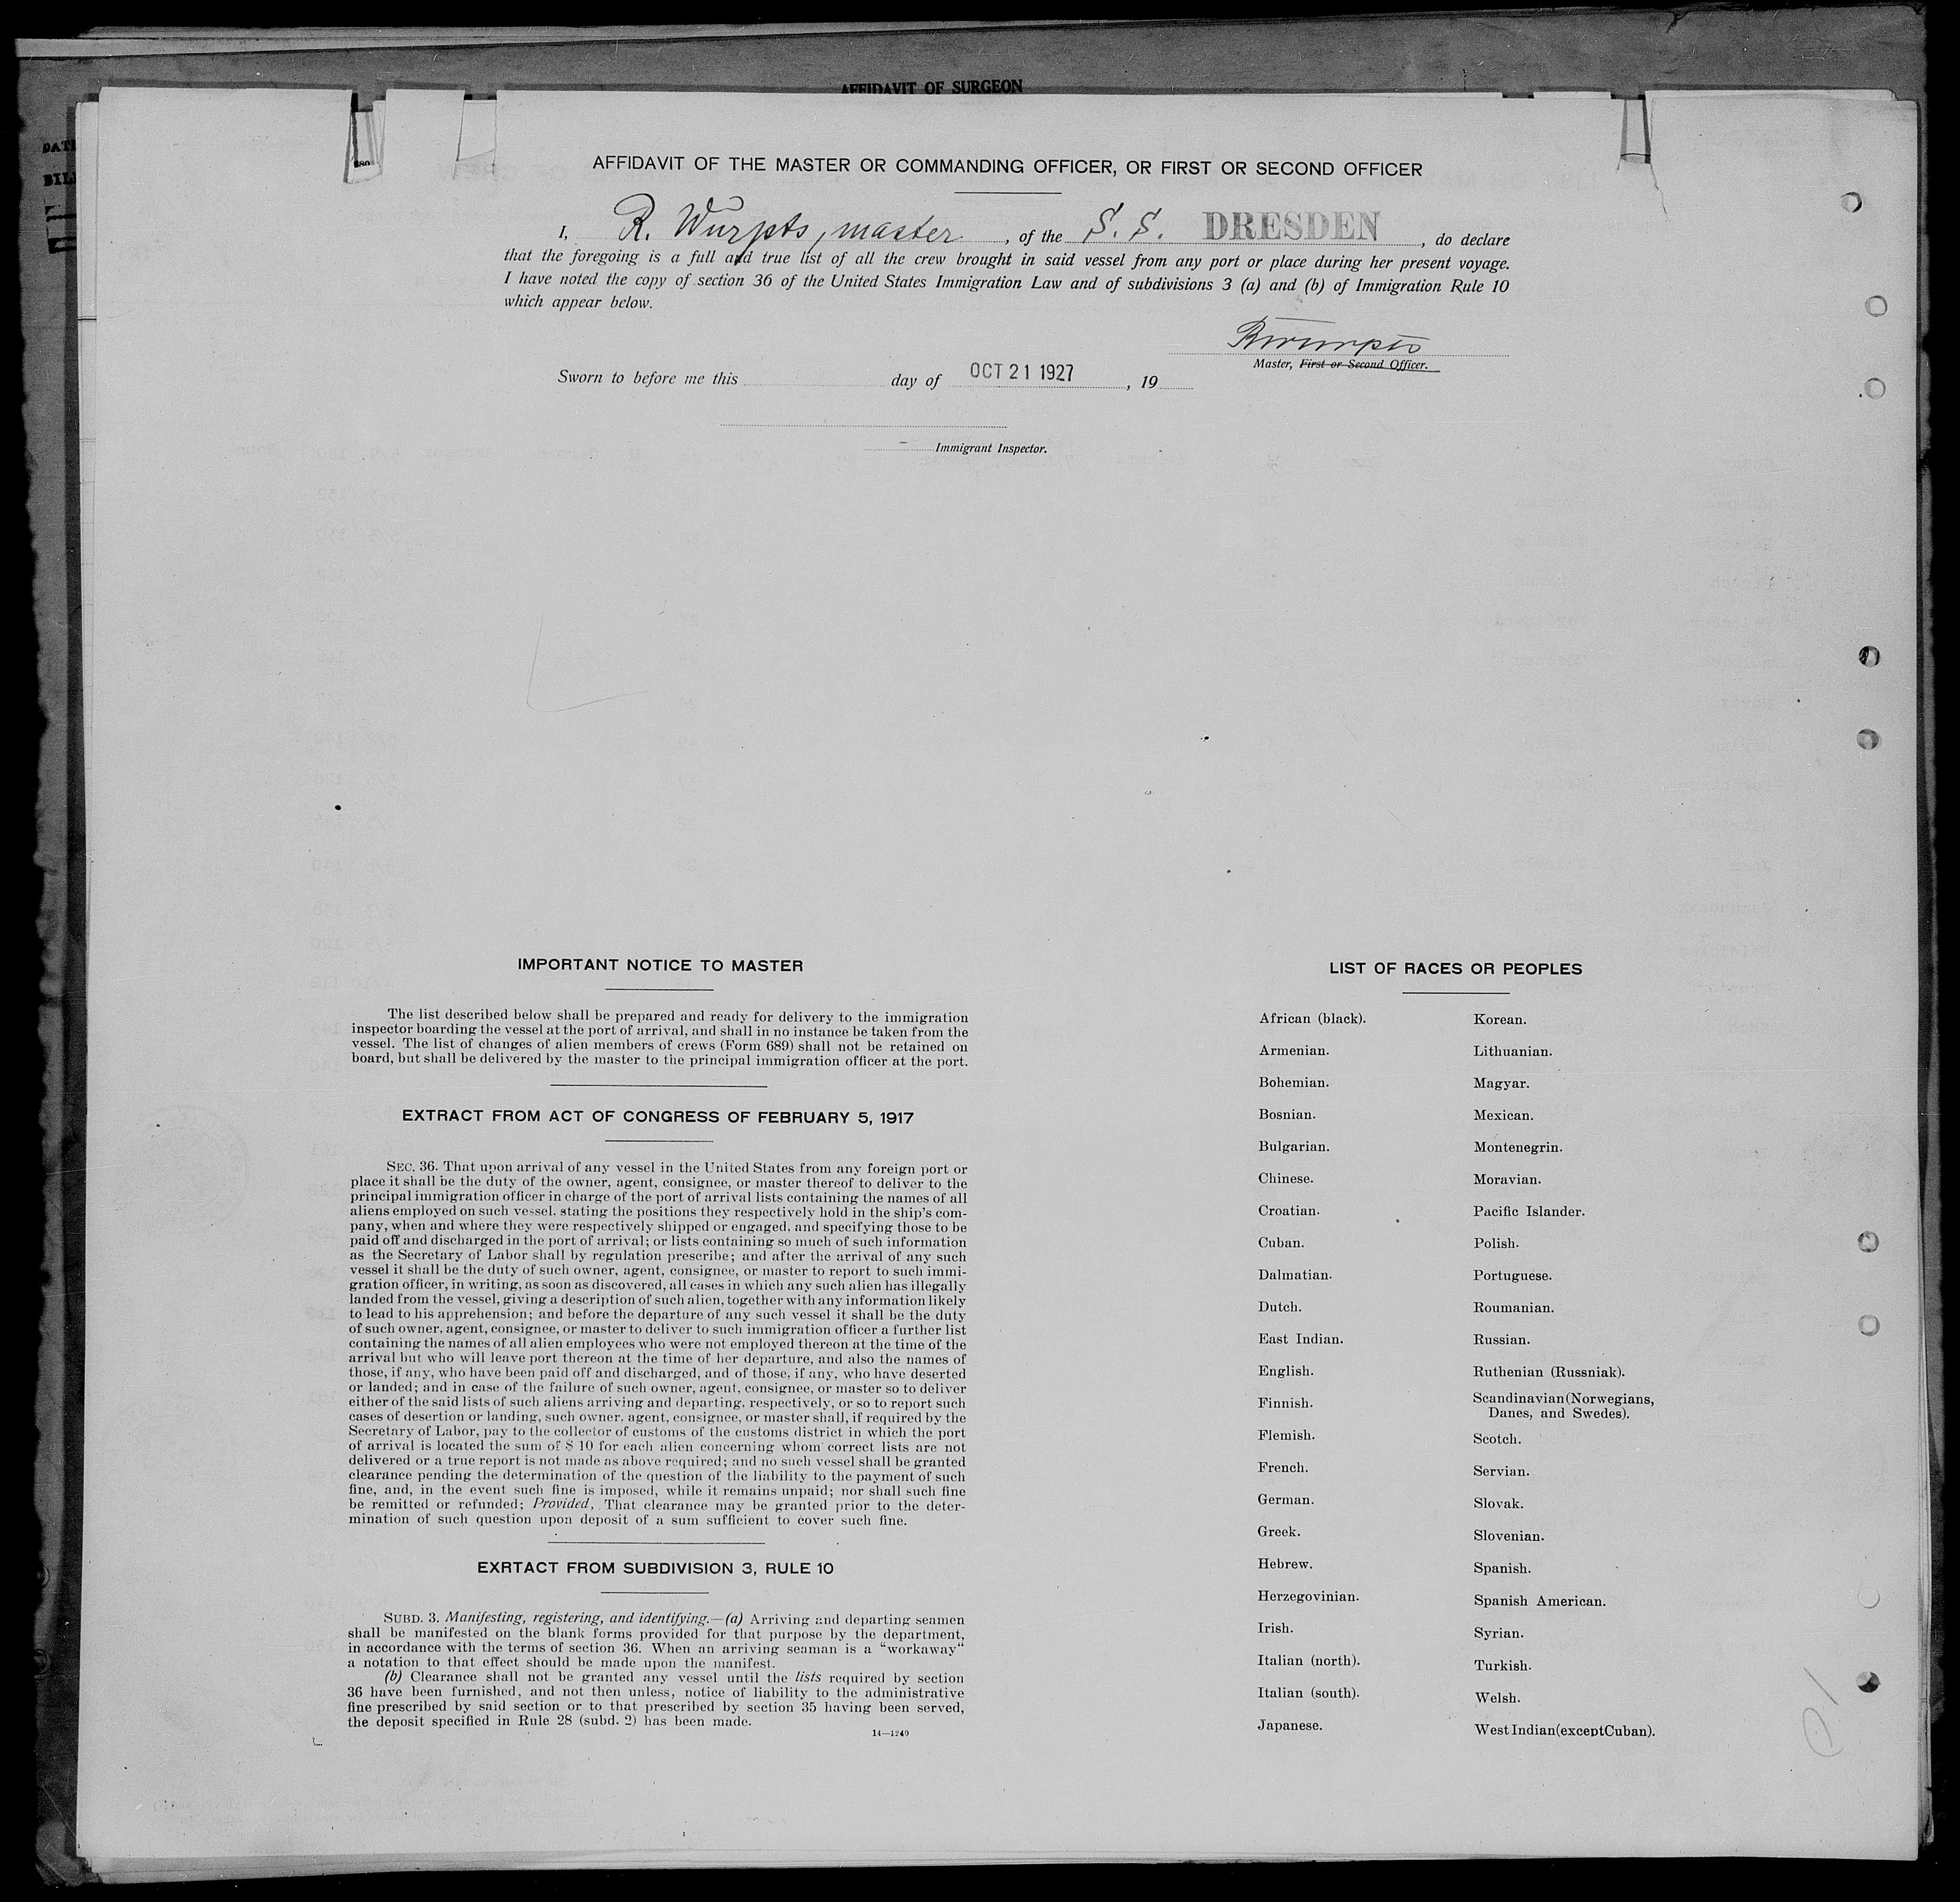 AFFIDAVIT OF SURGEON
AFFIDAVIT OF THE MASTER OR COMMANDING OFFICER, OR FIRST OR SECOND OFFICER
I, R. Wurpts, master, of the S. S. DRESDEN, do declare
that the foregoing is a full and true list of all the crew brought in said vessel from any port or place during her present voyage.
I have noted the copy of section 36 of the United States Immigration Law and of subdivisions 3 (a) and (b) of Immigration Rule 10
which appear below.
R Wurpts
Master, First or Second Officer.
Sworn to before me this day of OCT 21 1927, 19
Immigrant Inspector.
IMPORTANT NOTICE TO MASTER
The list described below shall be prepared and ready for delivery to the immigration
inspector boarding the vessel at the port of arrival, and shall in no instance be taken from the
vessel. The list of changes of alien members of crews (Form 689) shall not be retained on
board, but shall be delivered by the master to the principal immigration officer at the port.
EXTRACT FROM ACT OF CONGRESS OF FEBRUARY 5, 1917
SEC. 36. That upon arrival of any vessel in the United States from any foreign port or
place it shall be the duty of the owner, agent, consignee, or master thereof to deliver to the
principal immigration officer in charge of the port of arrival lists containing the names of all
aliens employed on such vessel, stating the positions they respectively hold in the ship's com-
pany, when and where they were respectively shipped or engaged, and specifying those to be
paid off and discharged in the port of arrival; or lists containing so much of such information
as the Secretary of Labor shall by regulation prescribe; and after the arrival of any such
vessel it shall be the duty of such owner, agent, consignee, or master to report to such immi-
gration officer, in writing, as soon as discovered, all cases in which any such alien has illegally
landed from the vessel, giving a description of such alien, together with any information likely
to lead to his apprehension; and before the departure of any such vessel it shall be the duty
of such owner, agent, consignee, or master to deliver to such immigration officer a further list
containing the names of all alien employees who were not employed thereon at the time of the
arrival but who will leave port thereon at the time of her departure, and also the names of
those, if any, who have been paid off and discharged, and of those, if any, who have deserted
or landed; and in case of the failure of such owner, agent, consignee, or master so to deliver
either of the said lists of such aliens arriving and departing, respectively, or so to report such
cases of desertion or landing, such owner, agent, consignee, or master shall, if required by the
Secretary of Labor, pay to the collector of customs of the customs district in which the port
of arrival is located the sum of $ 10 for each alien concerning whom correct lists are not
delivered or a true report is not made as above required; and no such vessel shall be granted
clearance pending the determination of the question of the liability to the payment of such
fine, and, in the event such fine is imposed, while it remains unpaid; nor shall such fine
be remitted or refunded; Provided, That clearance may be granted prior to the deter-
mination of such question upon deposit of a sum sufficient to cover such fine.
EXRTACT FROM SUBDIVISION 3, RULE 10
SUBD. 3. Manifesting, registering, and identifying.—(a) Arriving and departing seamen
shall be manifested on the blank forms provided for that purpose by the department,
in accordance with the terms of section 36. When an arriving seaman is a “workaway“
a notation to that effect should be made upon the manifest.
(b) Clearance shall not be granted any vessel until the lists required by section
36 have been furnished, and not then unless, notice of liability to the administrative
fine prescribed by said section or to that prescribed by section 35 having been served,
the deposit specified in Rule 28 (subd. 2) has been made.
14—1240
LIST OF RACES OR PEOPLES
African (black).
Armenian.
Bohemian.
Bosnian.
Bulgarian.
Chinese.
Croatian.
Cuban.
Dalmatian.
Dutch.
East Indian.
English.
Finnish.
Flemish.
French.
German.
Greek.
Hebrew.
Herzegovinian.
Irish.
Italian (north).
Italian (south).
Japanese.
Korean.
Lithuanian.
Magyar.
Mexican.
Montenegrin.
Moravian.
Pacific Islander.
Polish.
Portuguese.
Roumanian.
Russian.
Ruthenian (Russniak).
Scandinavian (Norwegians,
Danes, and Swedes).
Scotch.
Servian.
Slovak.
Slovenian.
Spanish.
Spanish American.
Syrian.
Turkish.
Welsh.
West Indian (except Cuban).